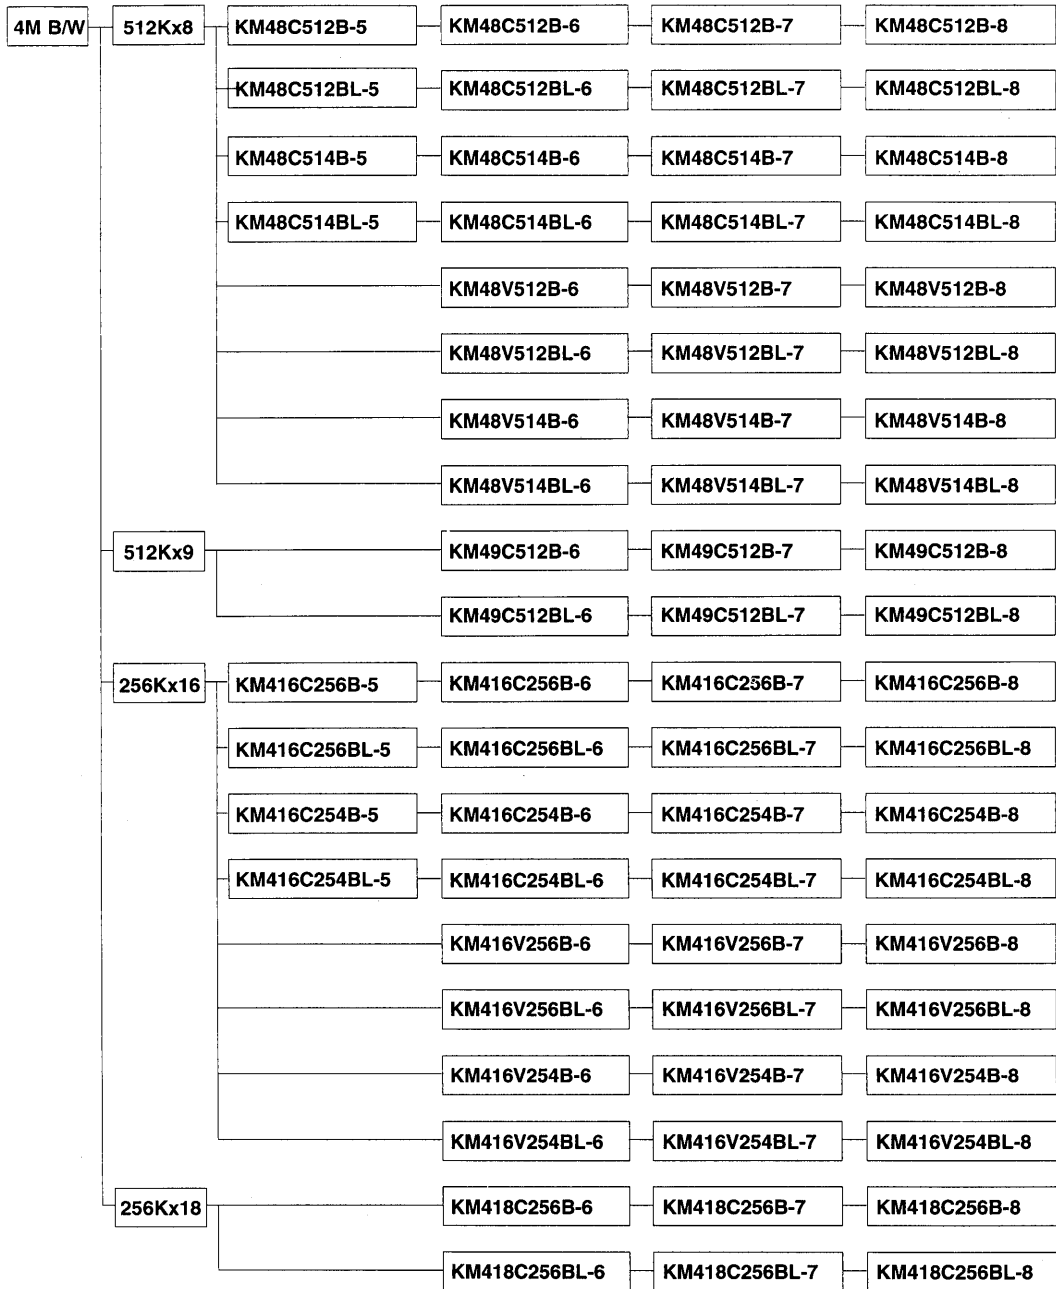 4M B/W 512Kx8 KM48C512B-5 KM48C512B-6 KM48C512B-7 KM48C512B-8
KM48C512BL-5 KM48C512BL-6 KM48C512BL-7 KM48C512BL-8
KM48C514B-5 KM48C514B-6 KM48C514B-7 KM48C514B-8
KM48C514BL-5 KM48C514BL-6 KM48C514BL-7 KM48C514BL-8
KM48V512B-6 KM48V512B-7 KM48V512B-8
KM48V512BL-6 KM48V512BL-7 KM48V512BL-8
KM48V514B-6 KM48V514B-7 KM48V514B-8
KM48V514BL-6 KM48V514BL-7 KM48V514BL-8
512Kx9 KM49C512B-6 KM49C512B-7 KM49C512B-8
KM49C512BL-6 KM49C512BL-7 KM49C512BL-8
256Kx16 KM416C256B-5 KM416C256B-6 KM416C256B-7 KM416C256B-8
KM416C256BL-5 KM416C256BL-6 KM416C256BL-7 KM416C256BL-8
KM416C254B-5 KM416C254B-6 KM416C254B-7 KM416C254B-8
KM416C254BL-5 KM416C254BL-6 KM416C254BL-7 KM416C254BL-8
KM416V256B-6 KM416V256B-7 KM416V256B-8
KM416V256BL-6 KM416V256BL-7 KM416V256BL-8
KM416V254B-6 KM416V254B-7 KM416V254B-8
KM416V254BL-6 KM416V254BL-7 KM416V254BL-8
256Kx18 KM418C256B-6 KM418C256B-7 KM418C256B-8
KM418C256BL-6 KM418C256BL-7 KM418C256BL-8